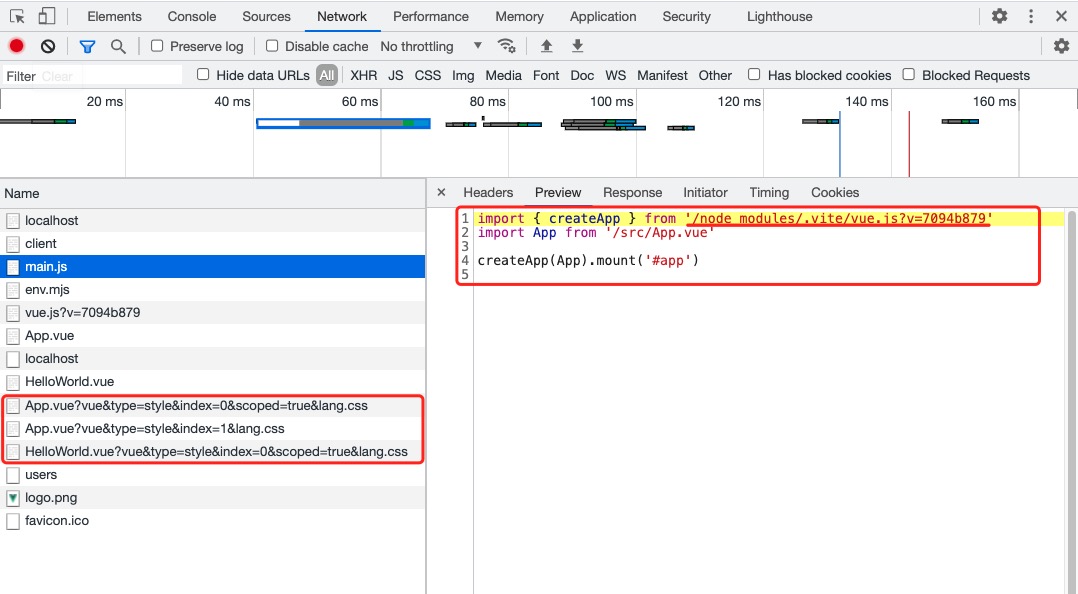 Elements Console Sources Network Performance Memory Application Security Lighthouse
Preserve log Disable cache No throttling
Filter Clear Hide data URLs All XHR JS CSS Img Media Font Doc WS Manifest Other Has blocked cookies Blocked Requests
20 ms 40 ms 60 ms 80 ms 100 ms 120 ms 140 ms 160 ms
Name
localhost
client
main.js
env.mjs
vue.js?v=7094b879
App.vue
localhost
HelloWorld.vue
App.vue?vue&type=style&index=0&scoped=true&lang.css
App.vue?vue&type=style&index=1&lang.css
HelloWorld.vue?vue&type=style&index=0&scoped=true&lang.css
users
logo.png
favicon.ico
× Headers Preview Response Initiator Timing Cookies
1 import { createApp } from '/node_modules/.vite/vue.js?v=7094b879'
2 import App from '/src/App.vue'
3
4 createApp(App).mount('#app')
5